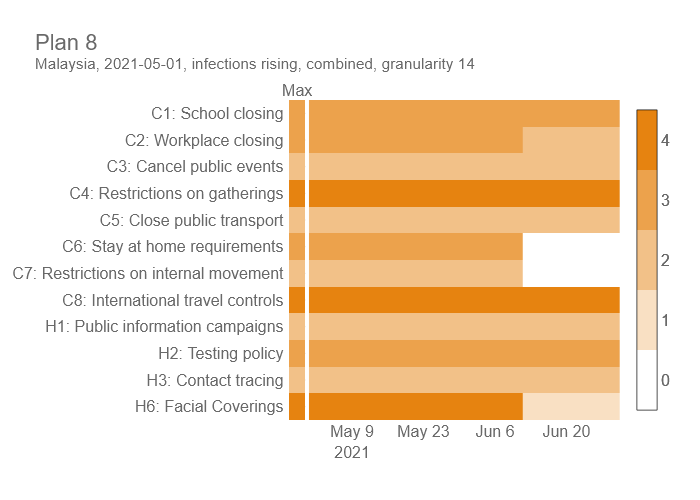 Plan 8
Malaysia, 2021-05-01, infections rising, combined, granularity 14
Max
C1: School closing
C2: Workplace closing
C3: Cancel public events
C4: Restrictions on gatherings
C5: Close public transport
C6: Stay at home requirements
C7: Restrictions on internal movement
C8: International travel controls
H1: Public information campaigns
H2: Testing policy
H3: Contact tracing
H6: Facial Coverings
May 9 May 23 Jun 6 Jun 20
2021
4
3
2
1
0